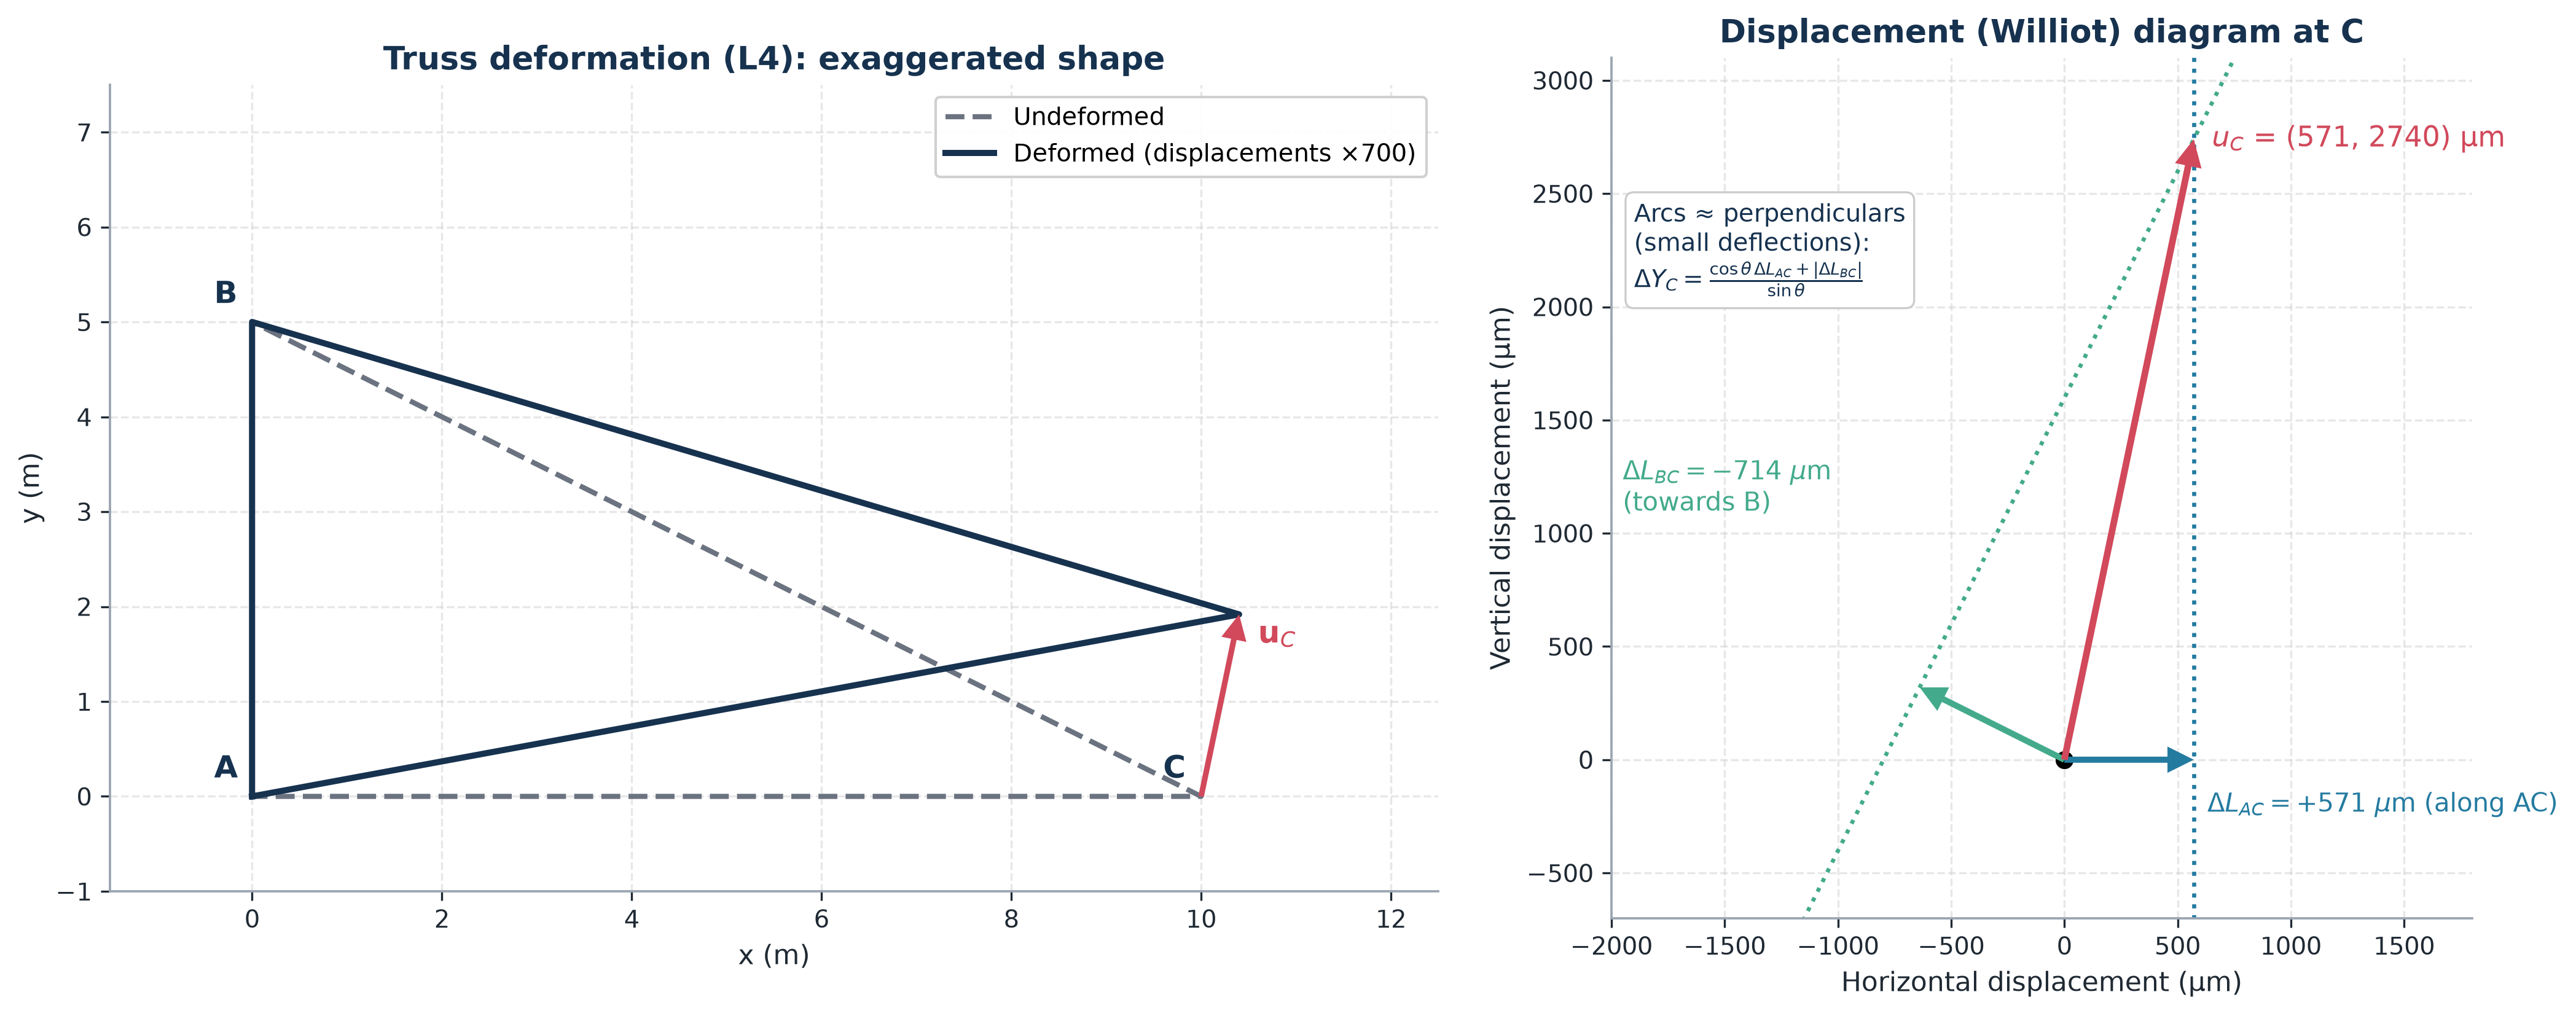 Truss deformation (L4): exaggerated shape
Undeformed
Deformed (displacements ×700)
y (m)
7
6
5
4
3
2
1
0
−1
B
A
C
u_C
0
2
4
6
8
10
12
x (m)
Displacement (Williot) diagram at C
Vertical displacement (µm)
3000
2500
2000
1500
1000
500
0
−500
u_C = (571, 2740) µm
Arcs ≈ perpendiculars
(small deflections):
ΔY_C = (cos θ ΔL_AC + |ΔL_BC|) / sin θ
ΔL_BC = −714 µm
(towards B)
ΔL_AC = +571 µm (along AC)
−2000
−1500
−1000
−500
0
500
1000
1500
Horizontal displacement (µm)